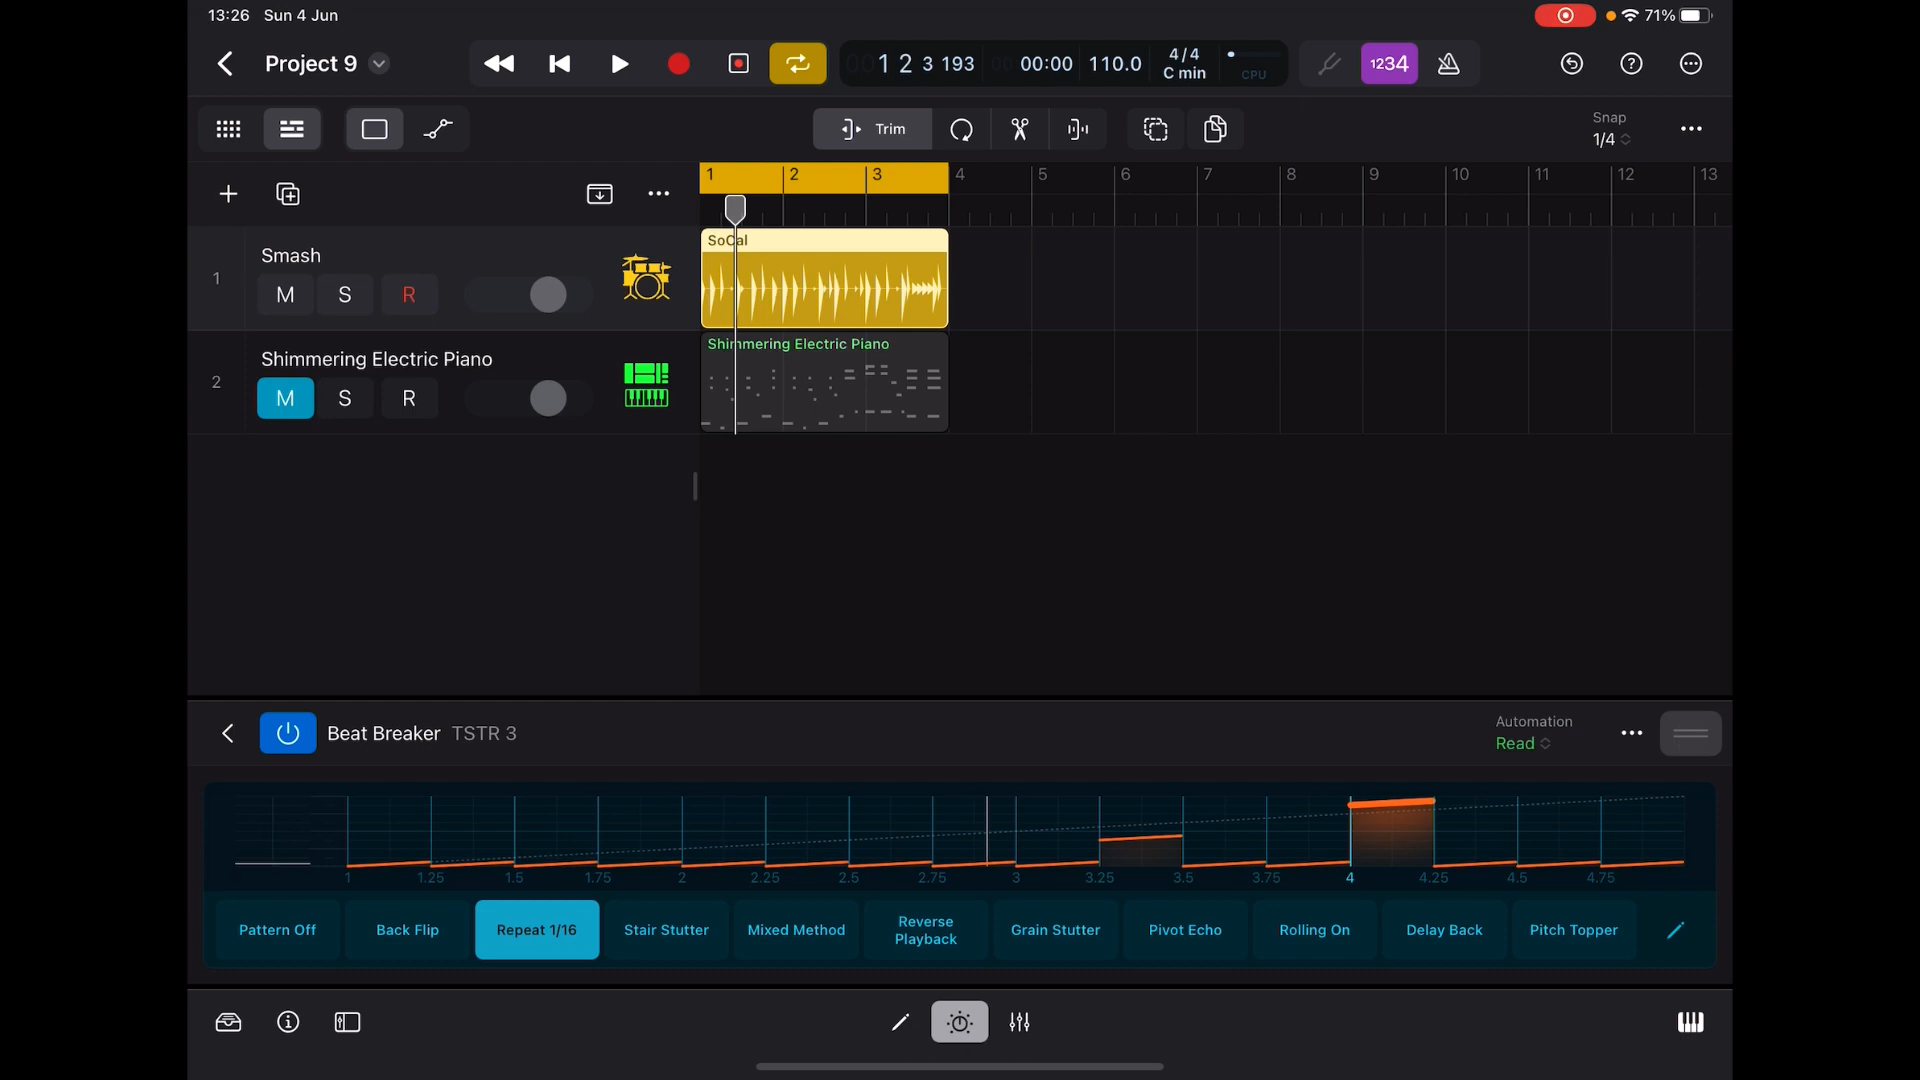 13:26 Sun 4 Jun
71%
Project 9
001 2 3 193 00 00:00 110.0 4/4 C min CPU
1234
Trim
Snap
1/4
1 2 3 4 5 6 7 8 9 10 11 12 13
1
Smash
M S R
SoCal
2
Shimmering Electric Piano
M S R
Shimmering Electric Piano
Beat Breaker TSTR 3
Automation
Read
1 1.25 1.5 1.75 2 2.25 2.5 2.75 3 3.25 3.5 3.75 4 4.25 4.5 4.75
Pattern Off
Back Flip
Repeat 1/16
Stair Stutter
Mixed Method
Reverse
Playback
Grain Stutter
Pivot Echo
Rolling On
Delay Back
Pitch Topper